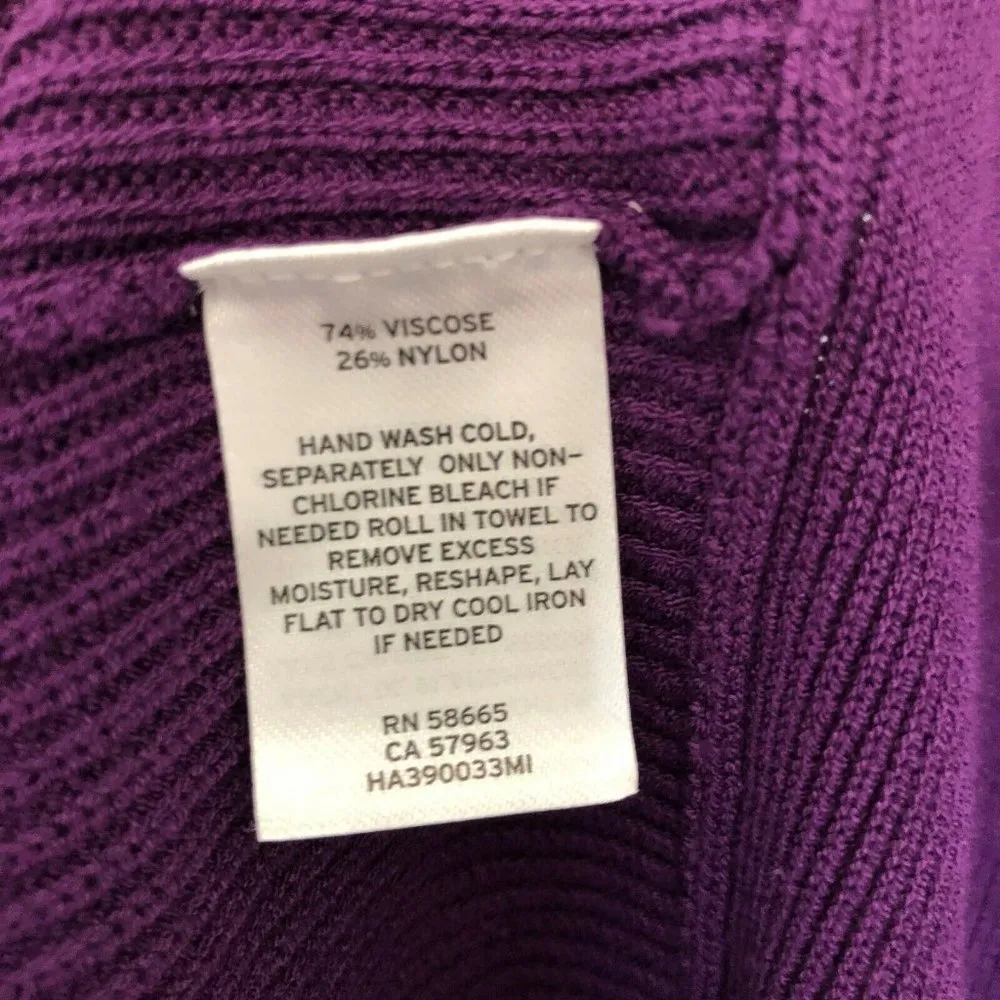 74% VISCOSE
26% NYLON
HAND WASH COLD,
SEPARATELY ONLY NON-
CHLORINE BLEACH IF
NEEDED ROLL IN TOWEL TO
REMOVE EXCESS
MOISTURE, RESHAPE, LAY
FLAT TO DRY COOL IRON
IF NEEDED
RN 58665
CA 57963
HA390033MI